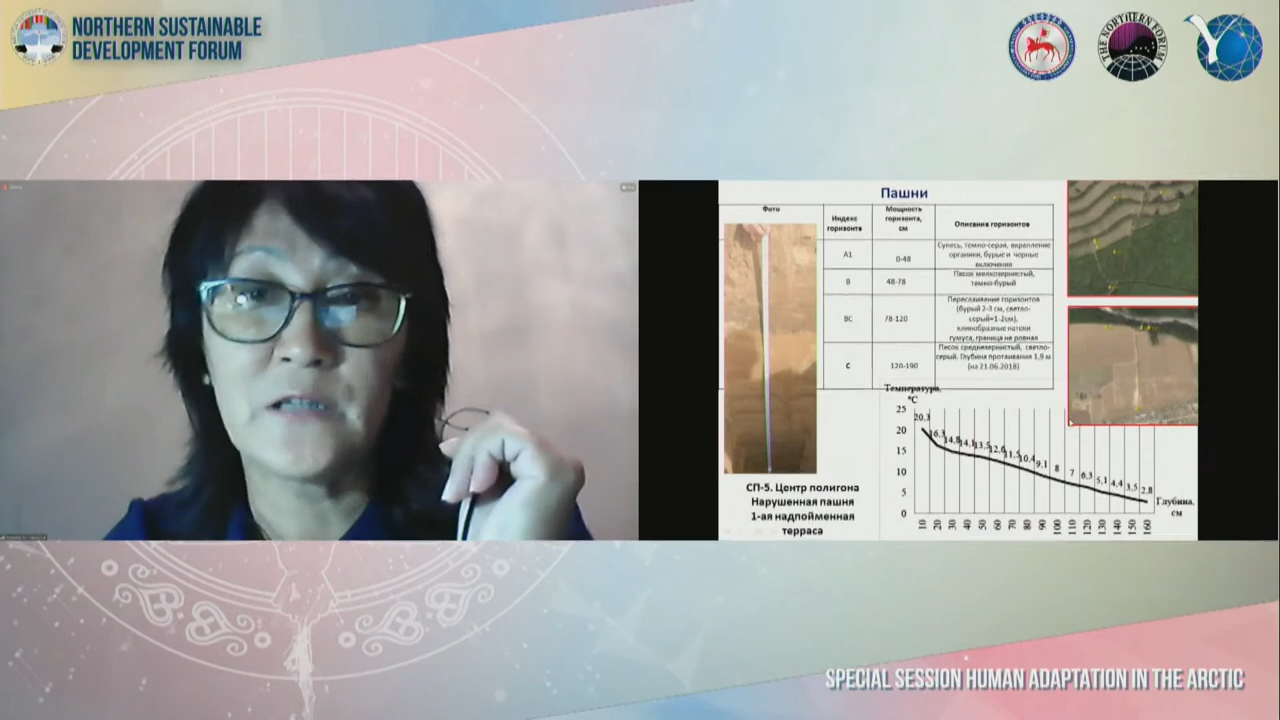 NORTHERN SUSTAINABLE
DEVELOPMENT FORUM
THE NORTHERN FORUM
Пашни
Фото
Индекс
горизонта
Мощность
горизонта,
см
Описание горизонтов
А1
0-48
Супесь, темно-серая, вкрапление
органики, бурые и черные
включения
В
48-78
Песок мелкозернистый,
темно-бурый
ВС
78-120
Переслаивание горизонтов
(бурый 2-3 см, светло-
серый=1-2см),
клинобразные натеки
гумуса, граница не ровная
С
120-190
Песок среднезернистый, светло-
серый. Глубина протаивания 1,9 м
(на 21.06.2018)
СП-5. Центр полигона
Нарушенная пашня
1-ая надпойменная
терраса
Температура,
°С
25
20
15
10
5
0
20.3
16.3
14.8
14.1
13.5
12.6
11.5
10.4
9.1
8
7
6.3
5.1
4.4
3.5
2.8
Глубина,
см
10
20
30
40
50
60
70
80
90
100
110
120
130
140
150
160
SPECIAL SESSION HUMAN ADAPTATION IN THE ARCTIC